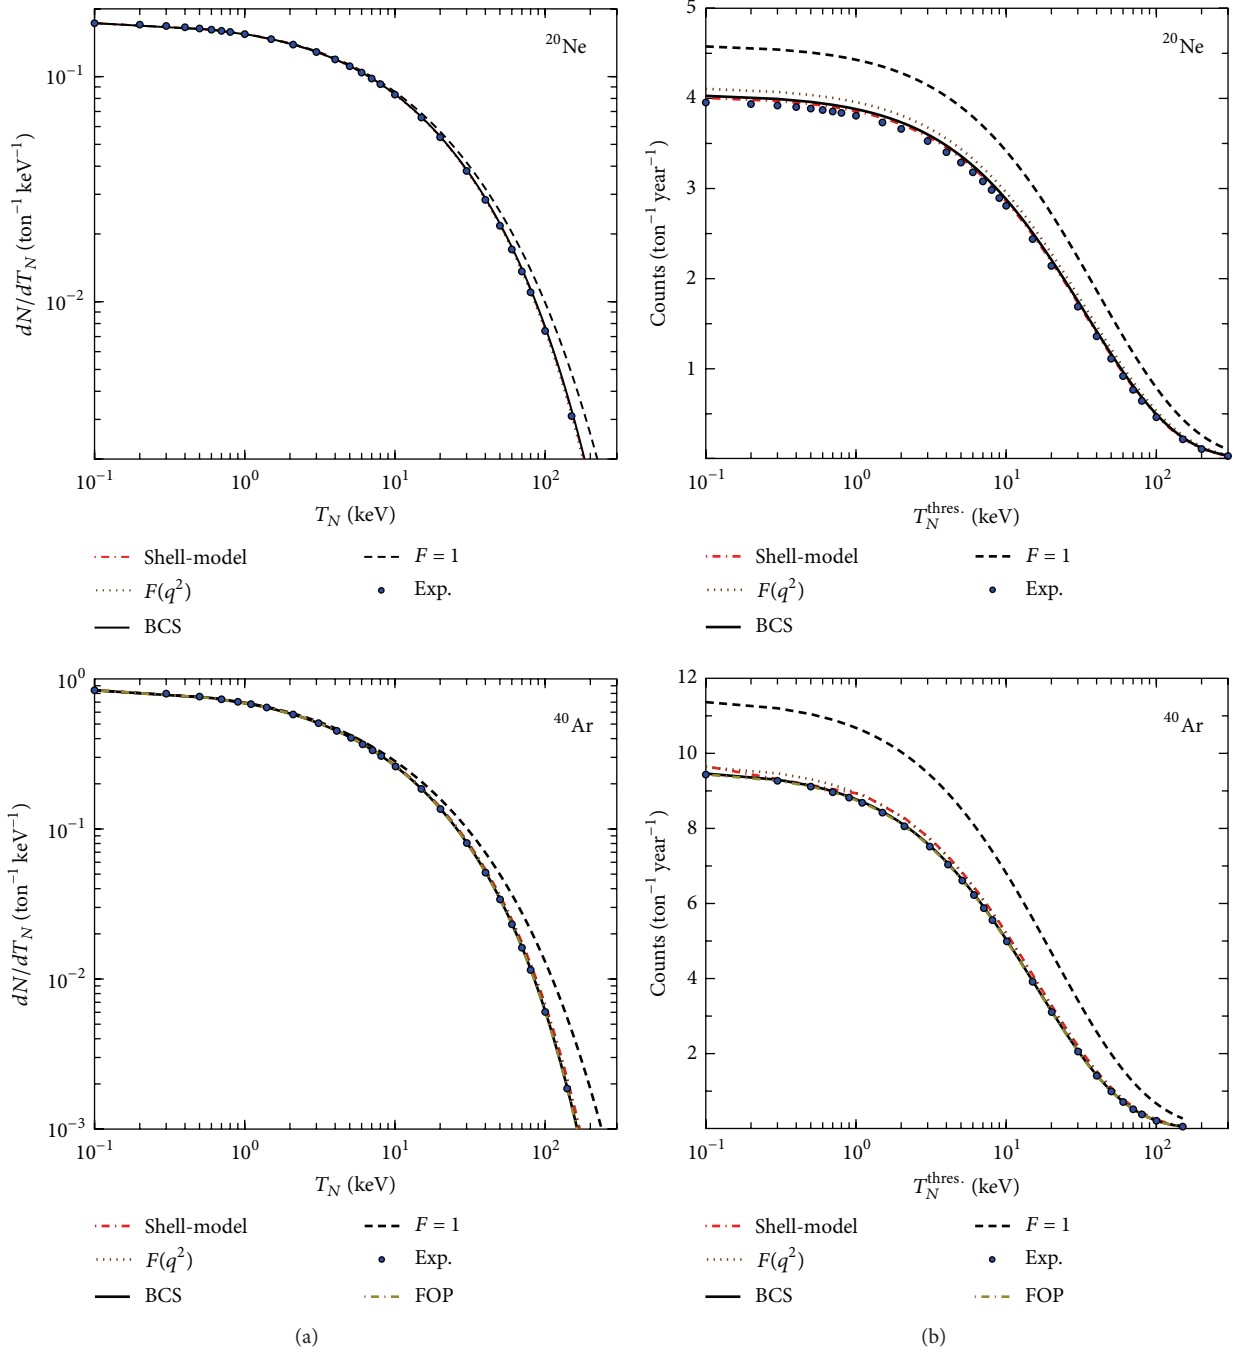 ²⁰Ne
10⁻¹
10⁻²
dN/dT_N (ton⁻¹ keV⁻¹)
10⁻¹ 10⁰ 10¹ 10²
T_N (keV)
Shell-model
F(q²)
BCS
F = 1
Exp.
²⁰Ne
5
4
3
2
1
Counts (ton⁻¹ year⁻¹)
10⁻¹ 10⁰ 10¹ 10²
T_N^thres. (keV)
Shell-model
F(q²)
BCS
F = 1
Exp.
⁴⁰Ar
10⁰
10⁻¹
10⁻²
10⁻³
dN/dT_N (ton⁻¹ keV⁻¹)
10⁻¹ 10⁰ 10¹ 10²
T_N (keV)
Shell-model
F(q²)
BCS
F = 1
Exp.
FOP
(a)
⁴⁰Ar
12
10
8
6
4
2
Counts (ton⁻¹ year⁻¹)
10⁻¹ 10⁰ 10¹ 10²
T_N^thres. (keV)
Shell-model
F(q²)
BCS
F = 1
Exp.
FOP
(b)